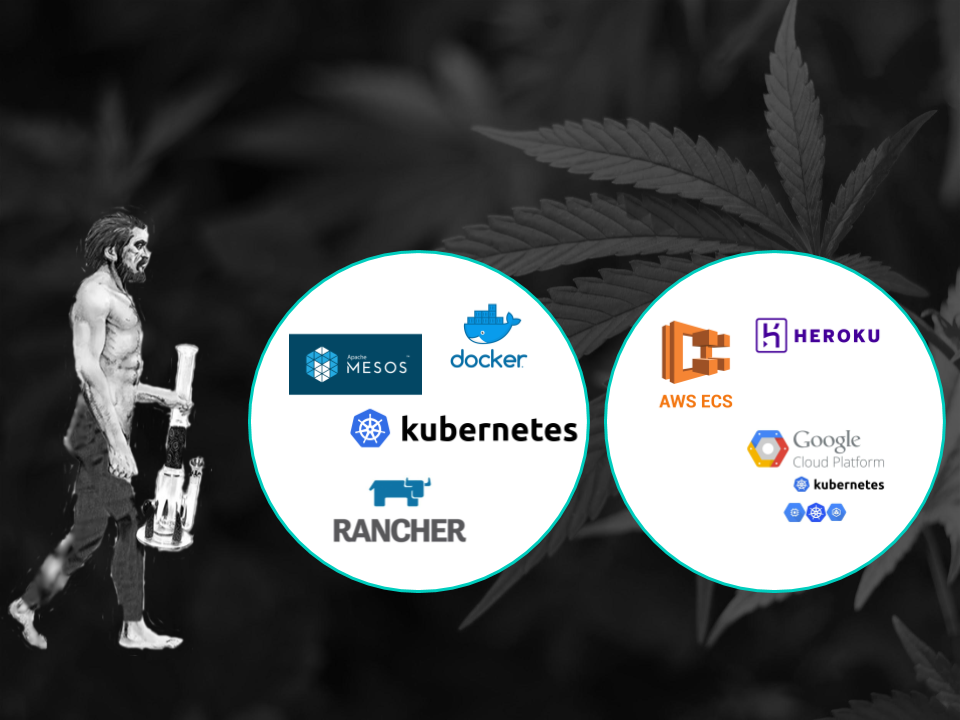 docker
Apache
MESOS
kubernetes
RANCHER
HEROKU
AWS ECS
Google
Cloud Platform
kubernetes